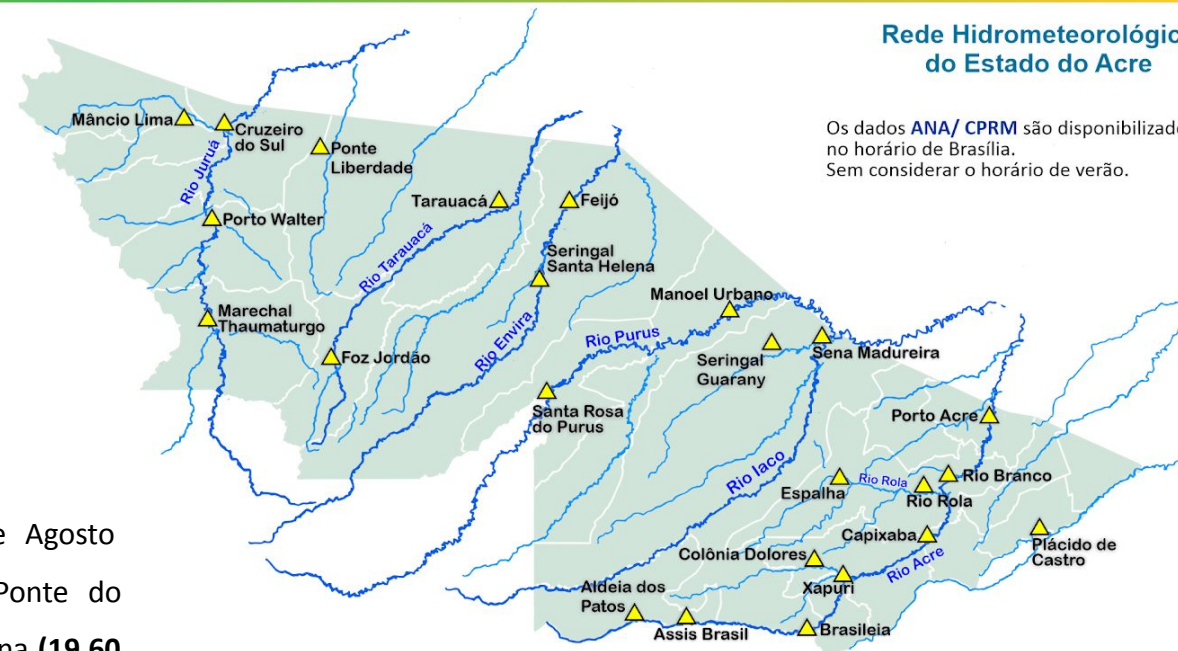 Rede Hidrometeorológic
do Estado do Acre
Os dados ANA/ CPRM são disponibilizad
no horário de Brasília.
Sem considerar o horário de verão.
Mâncio Lima
Cruzeiro
do Sul
Ponte
Liberdade
Rio Juruá
Tarauacá
Feijó
Porto Walter
Rio Tarauacá
Seringal
Santa Helena
Manoel Urbano
Marechal
Thaumaturgo
Rio Envira
Rio Purus
Foz Jordão
Seringal
Guarany
Sena Madureira
Santa Rosa
do Purus
Porto Acre
Rio Iaco
Espalha
Rio Rola
Rio Branco
Rio Rola
Capixaba
Plácido de
Castro
Colônia Dolores
Rio Acre
Xapuri
Aldeia dos
Patos
Assis Brasil
Brasileia
e Agosto
Ponte do
na (19,60